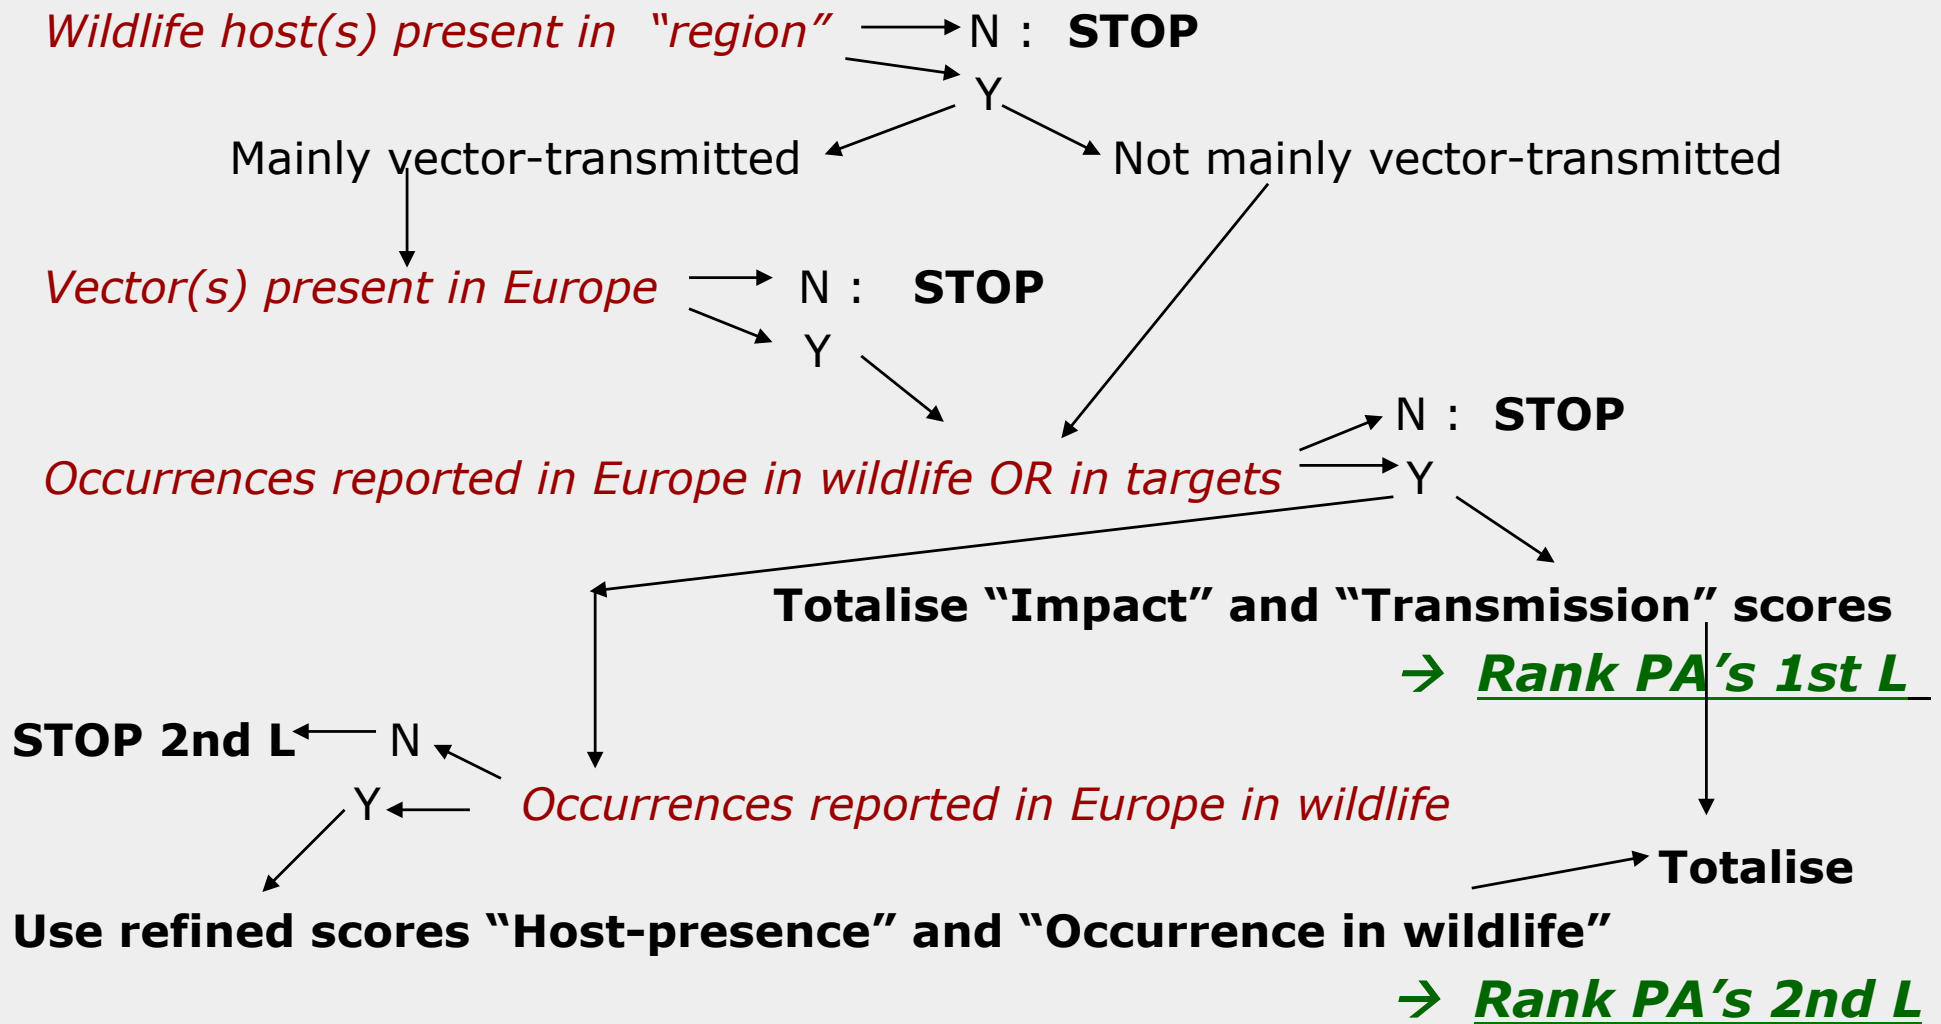 Wildlife host(s) present in “region” N : STOP
Y
Mainly vector-transmitted Not mainly vector-transmitted
Vector(s) present in Europe N : STOP
Y
N : STOP
Occurrences reported in Europe in wildlife OR in targets Y
Totalise “Impact” and “Transmission” scores
→ Rank PA’s 1st L
STOP 2nd L N
Y Occurrences reported in Europe in wildlife
Totalise
Use refined scores “Host-presence” and “Occurrence in wildlife”
→ Rank PA’s 2nd L